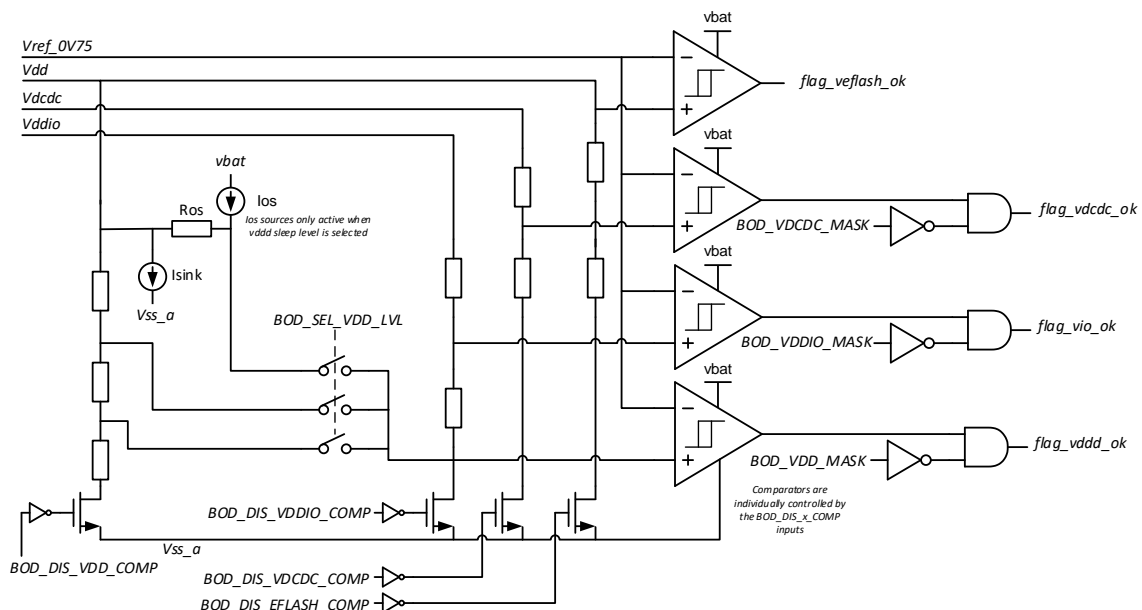 vbat
Vref_0V75
Vdd
flag_veflash_ok
Vdcdc
Vddio
vbat
vbat
Ios
Ros
Ios sources only active when
vddd sleep level is selected
flag_vdcdc_ok
BOD_VDCDC_MASK
vbat
Isink
Vss_a
BOD_SEL_VDD_LVL
flag_vio_ok
BOD_VDDIO_MASK
vbat
flag_vddd_ok
BOD_VDD_MASK
Comparators are
individually controlled by
the BOD_DIS_x_COMP
inputs
BOD_DIS_VDDIO_COMP
Vss_a
BOD_DIS_VDD_COMP
BOD_DIS_VDCDC_COMP
BOD_DIS_EFLASH_COMP